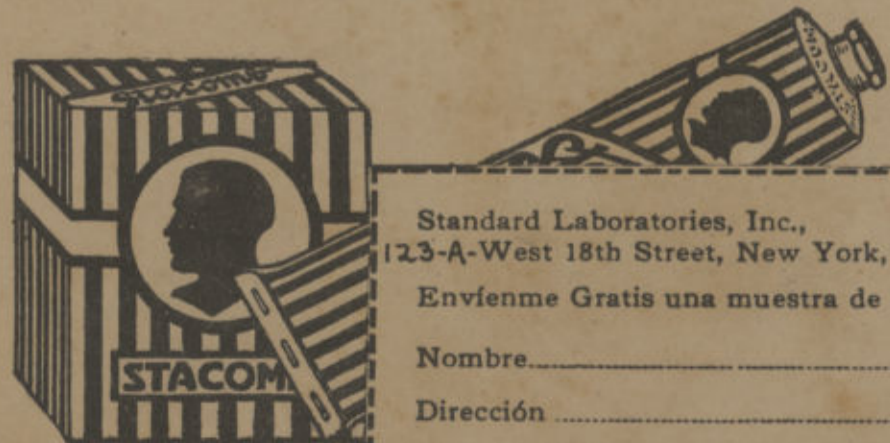 Stacomb
STACOMB
STACOM
Standard Laboratories, Inc.,
123-A-West 18th Street, New York,
Envíenme Gratis una muestra de
Nombre
Dirección